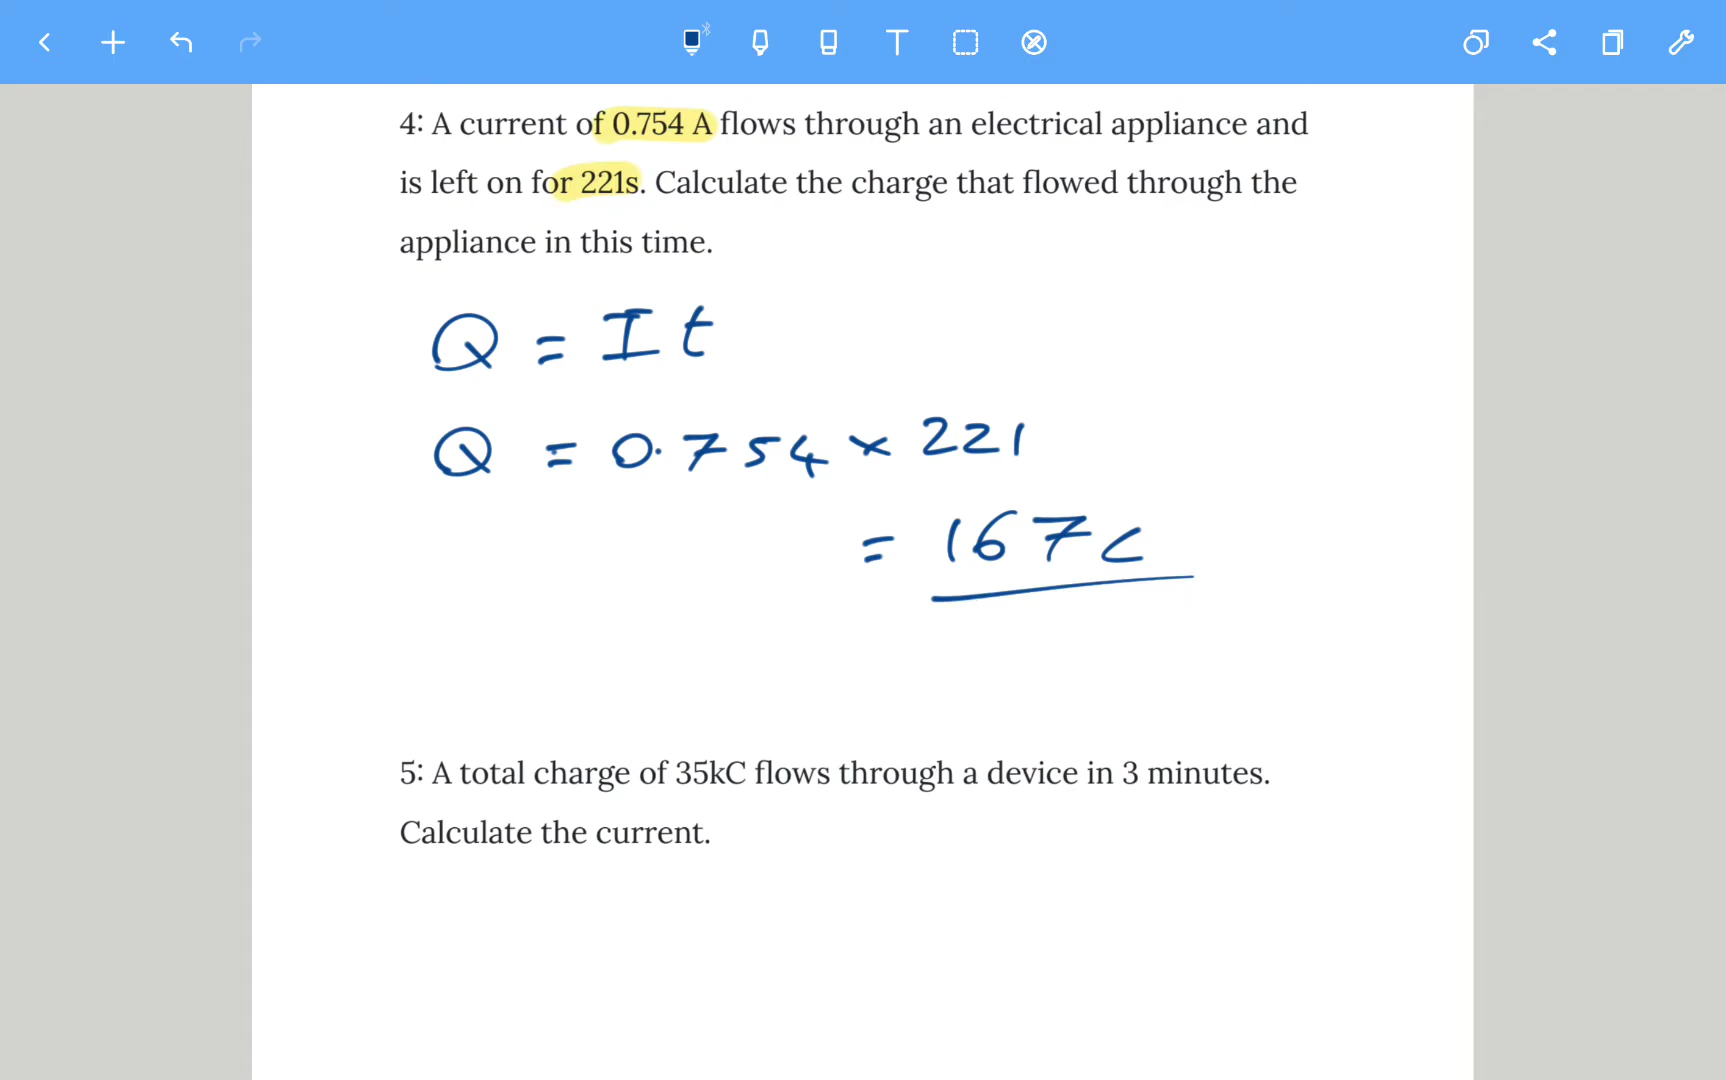 4: A current of 0.754 A flows through an electrical appliance and
is left on for 221s. Calculate the charge that flowed through the
appliance in this time.
Q = I t
Q = 0.754 × 221
= 167C
5: A total charge of 35kC flows through a device in 3 minutes.
Calculate the current.